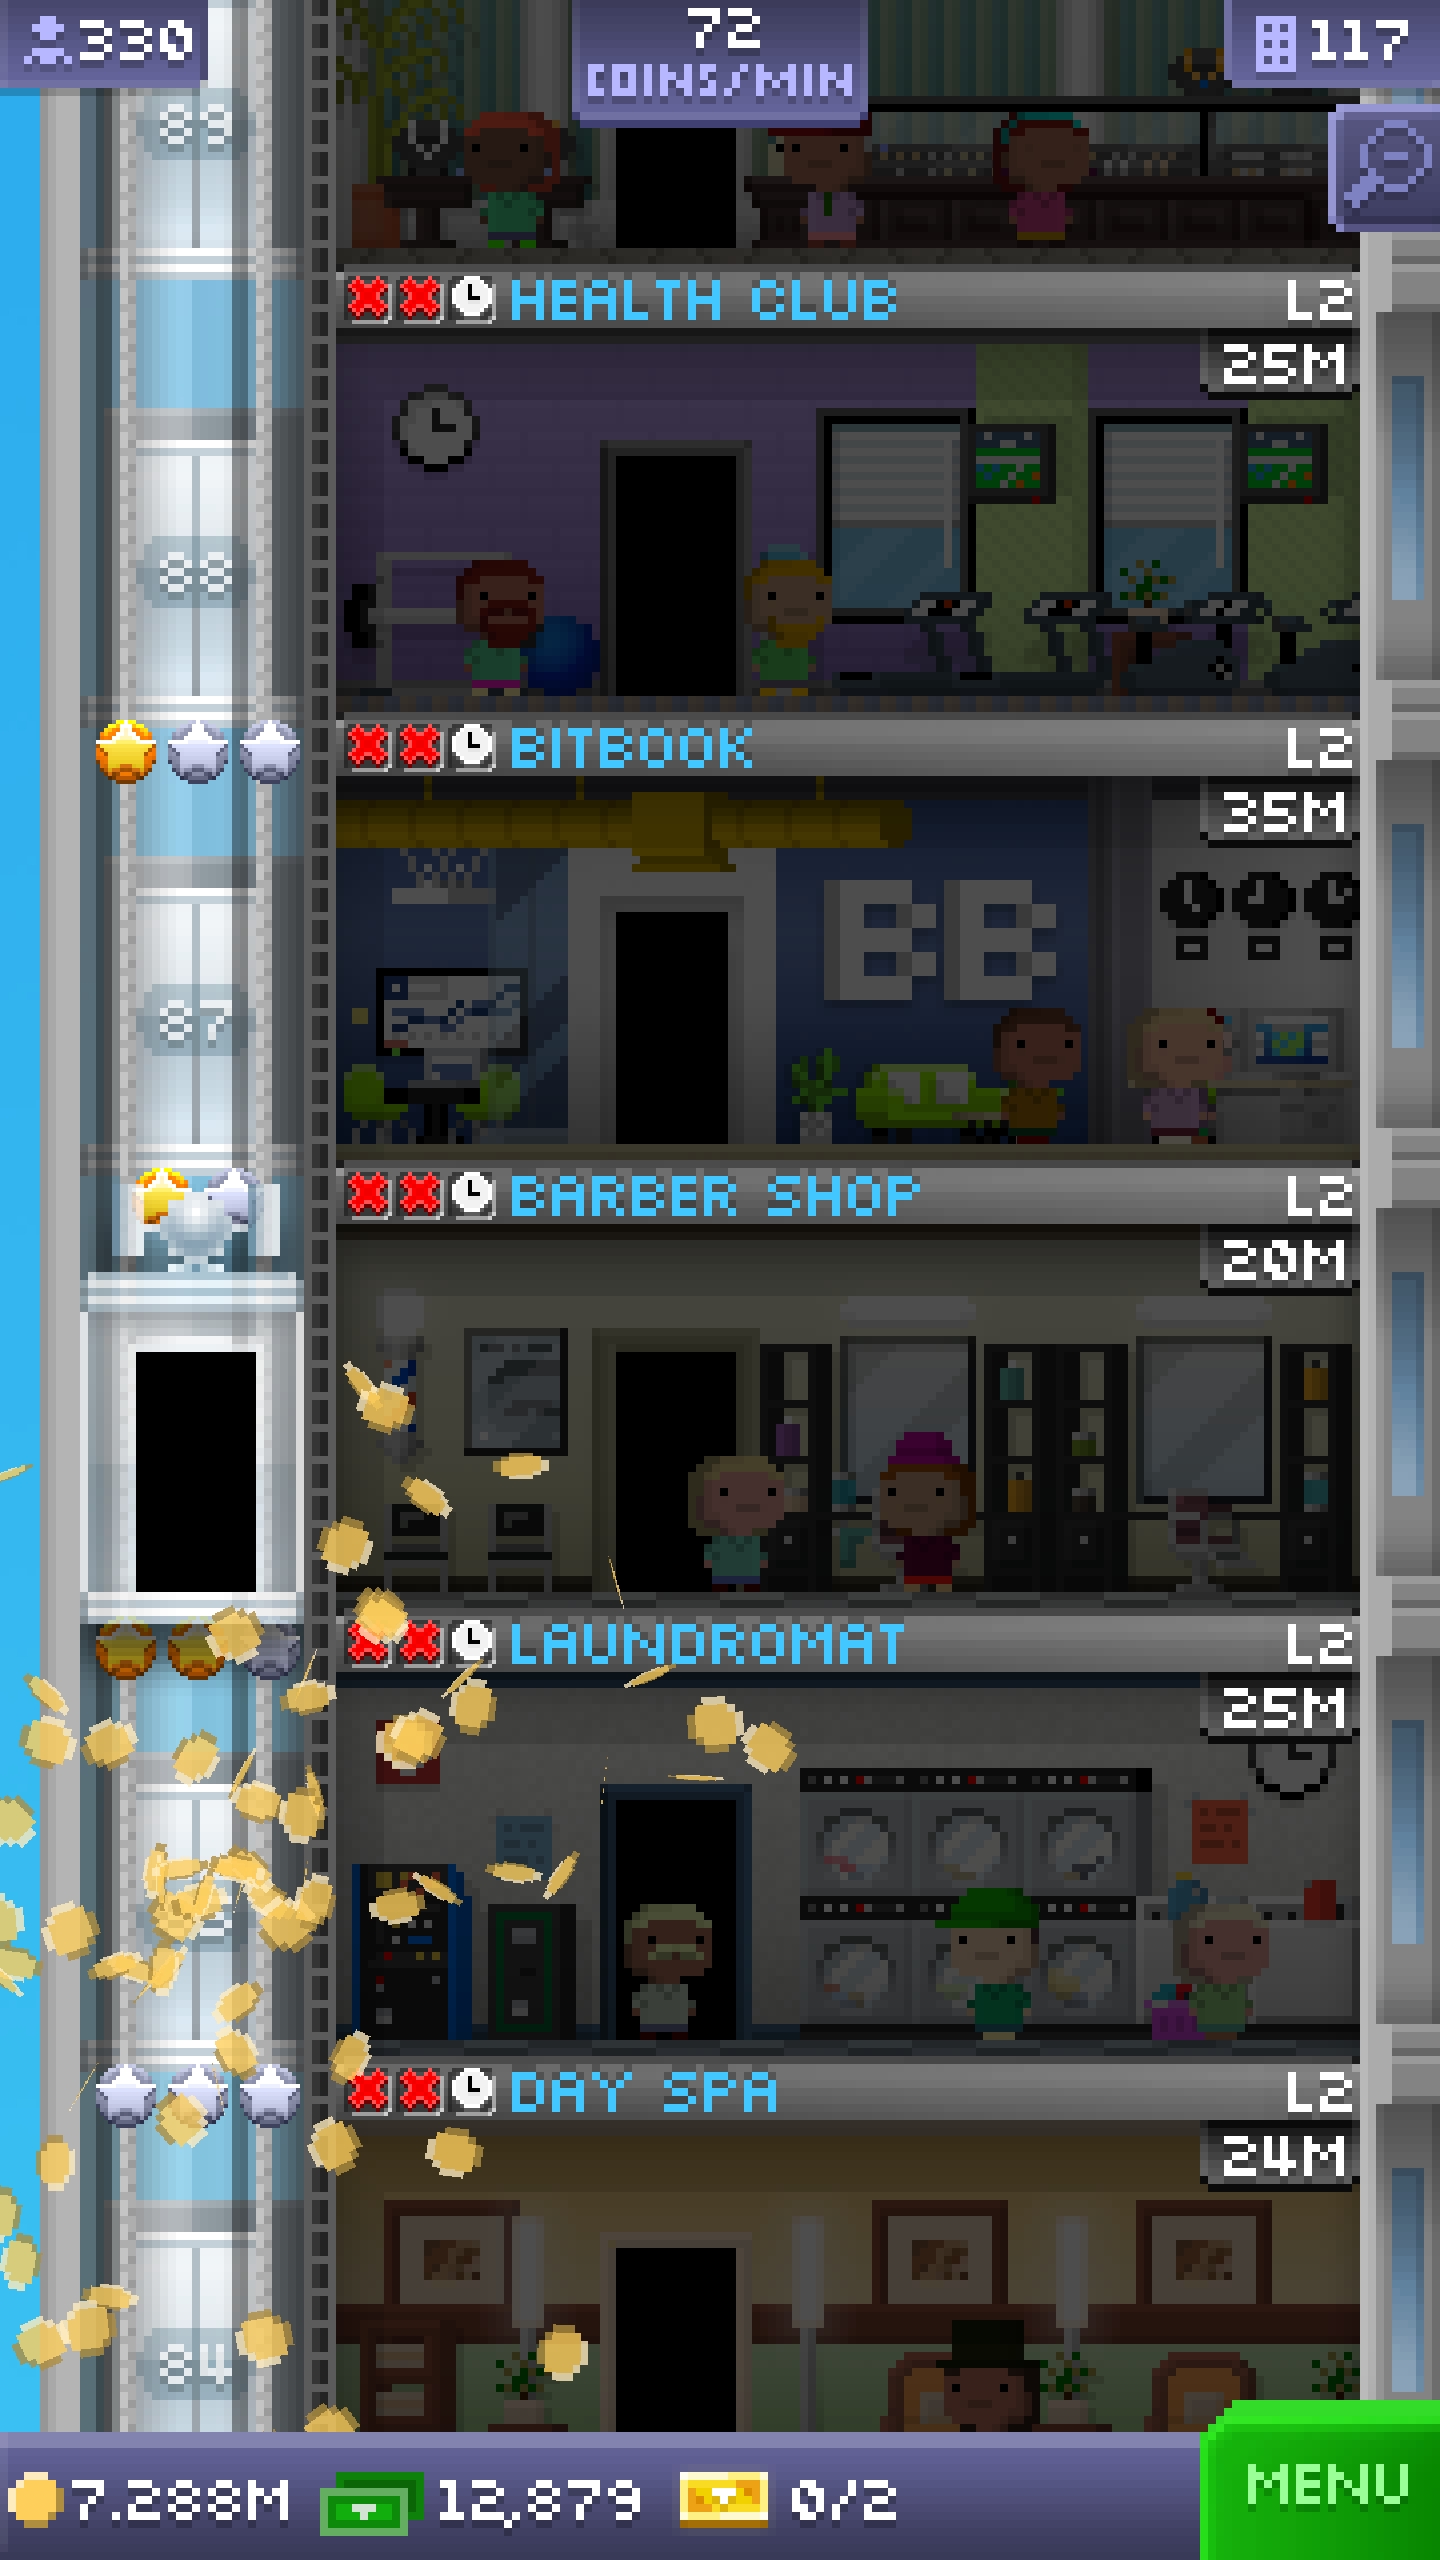 330
72
COINS/MIN
117
88
HEALTH CLUB L2
25M
88
BITBOOK L2
35M
BB
87
BARBER SHOP L2
20M
LAUNDROMAT L2
25M
DAY SPA L2
24M
84
7.288M 12,879 0/2
MENU